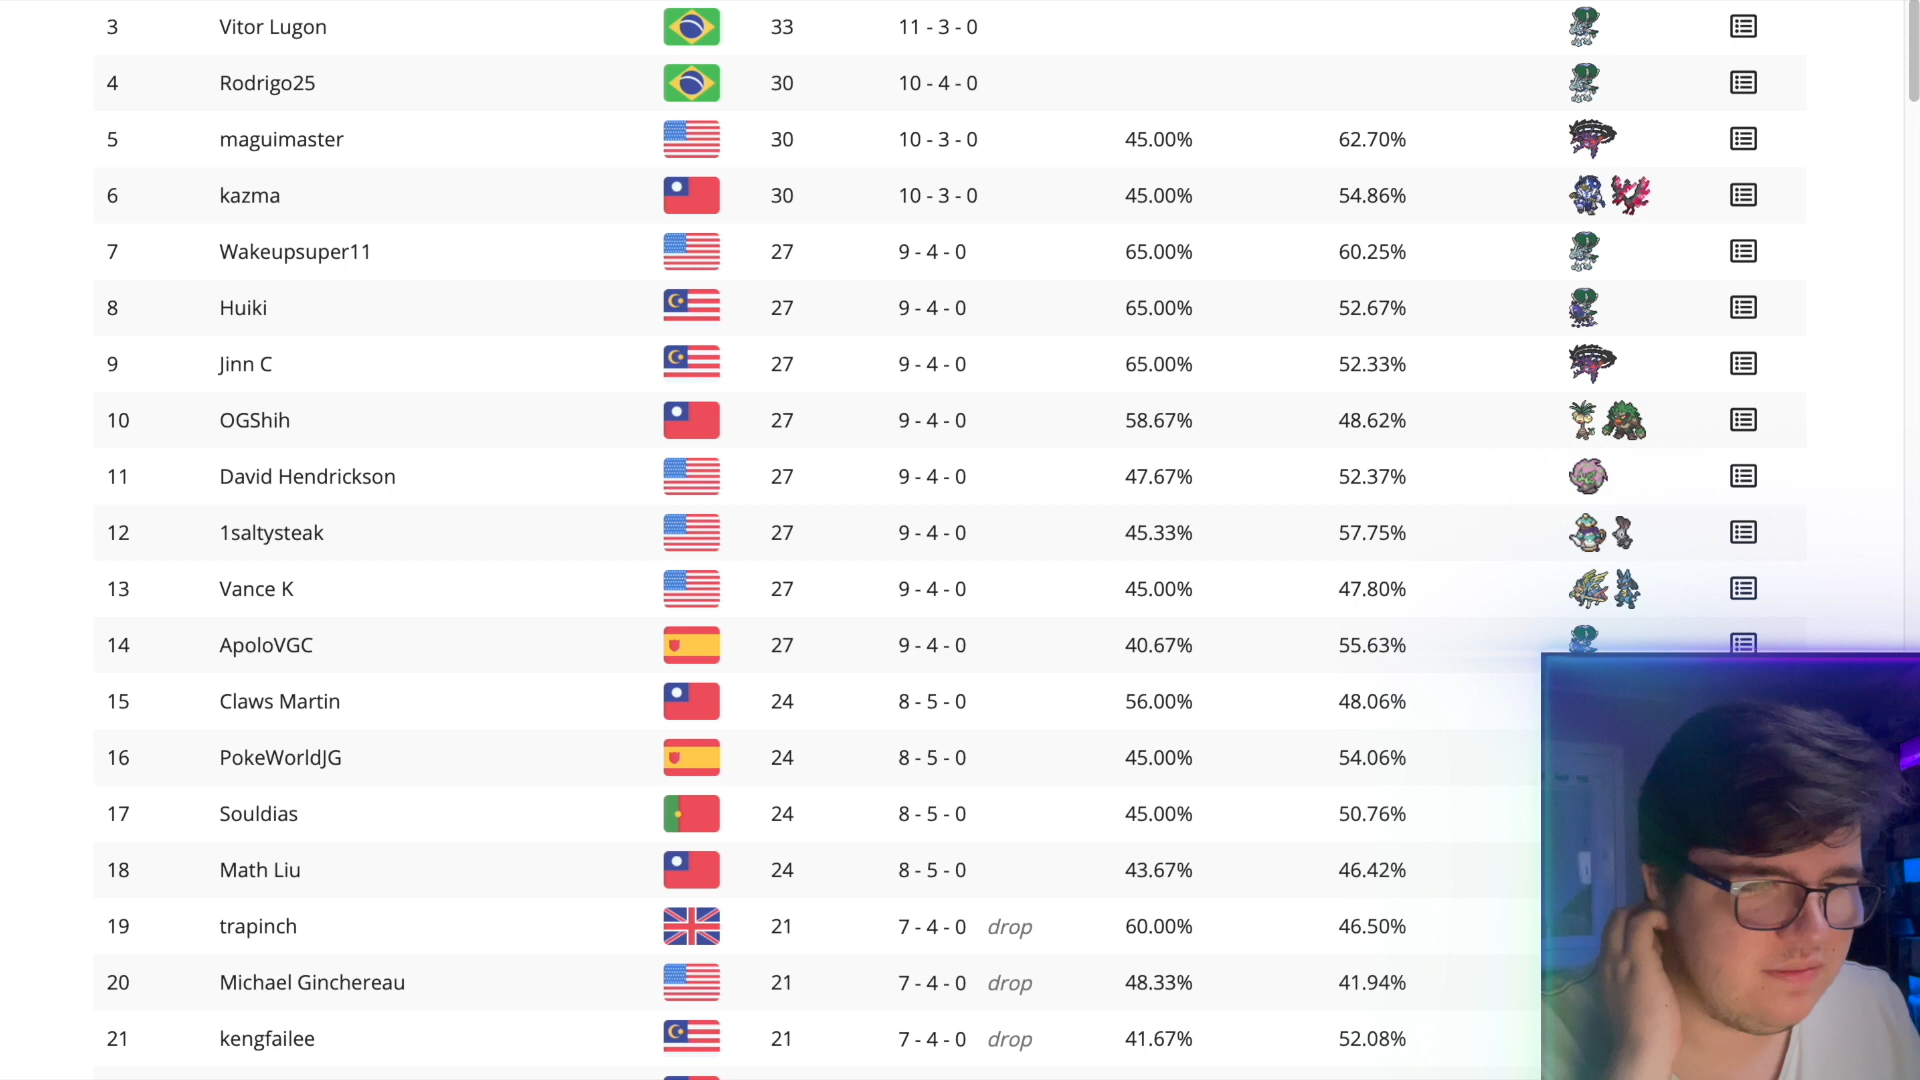 3 Vitor Lugon 33 11 - 3 - 0
4 Rodrigo25 30 10 - 4 - 0
5 maguimaster 30 10 - 3 - 0 45.00% 62.70%
6 kazma 30 10 - 3 - 0 45.00% 54.86%
7 Wakeupsuper11 27 9 - 4 - 0 65.00% 60.25%
8 Huiki 27 9 - 4 - 0 65.00% 52.67%
9 Jinn C 27 9 - 4 - 0 65.00% 52.33%
10 OGShih 27 9 - 4 - 0 58.67% 48.62%
11 David Hendrickson 27 9 - 4 - 0 47.67% 52.37%
12 1saltysteak 27 9 - 4 - 0 45.33% 57.75%
13 Vance K 27 9 - 4 - 0 45.00% 47.80%
14 ApoloVGC 27 9 - 4 - 0 40.67% 55.63%
15 Claws Martin 24 8 - 5 - 0 56.00% 48.06%
16 PokeWorldJG 24 8 - 5 - 0 45.00% 54.06%
17 Souldias 24 8 - 5 - 0 45.00% 50.76%
18 Math Liu 24 8 - 5 - 0 43.67% 46.42%
19 trapinch 21 7 - 4 - 0 drop 60.00% 46.50%
20 Michael Ginchereau 21 7 - 4 - 0 drop 48.33% 41.94%
21 kengfailee 21 7 - 4 - 0 drop 41.67% 52.08%